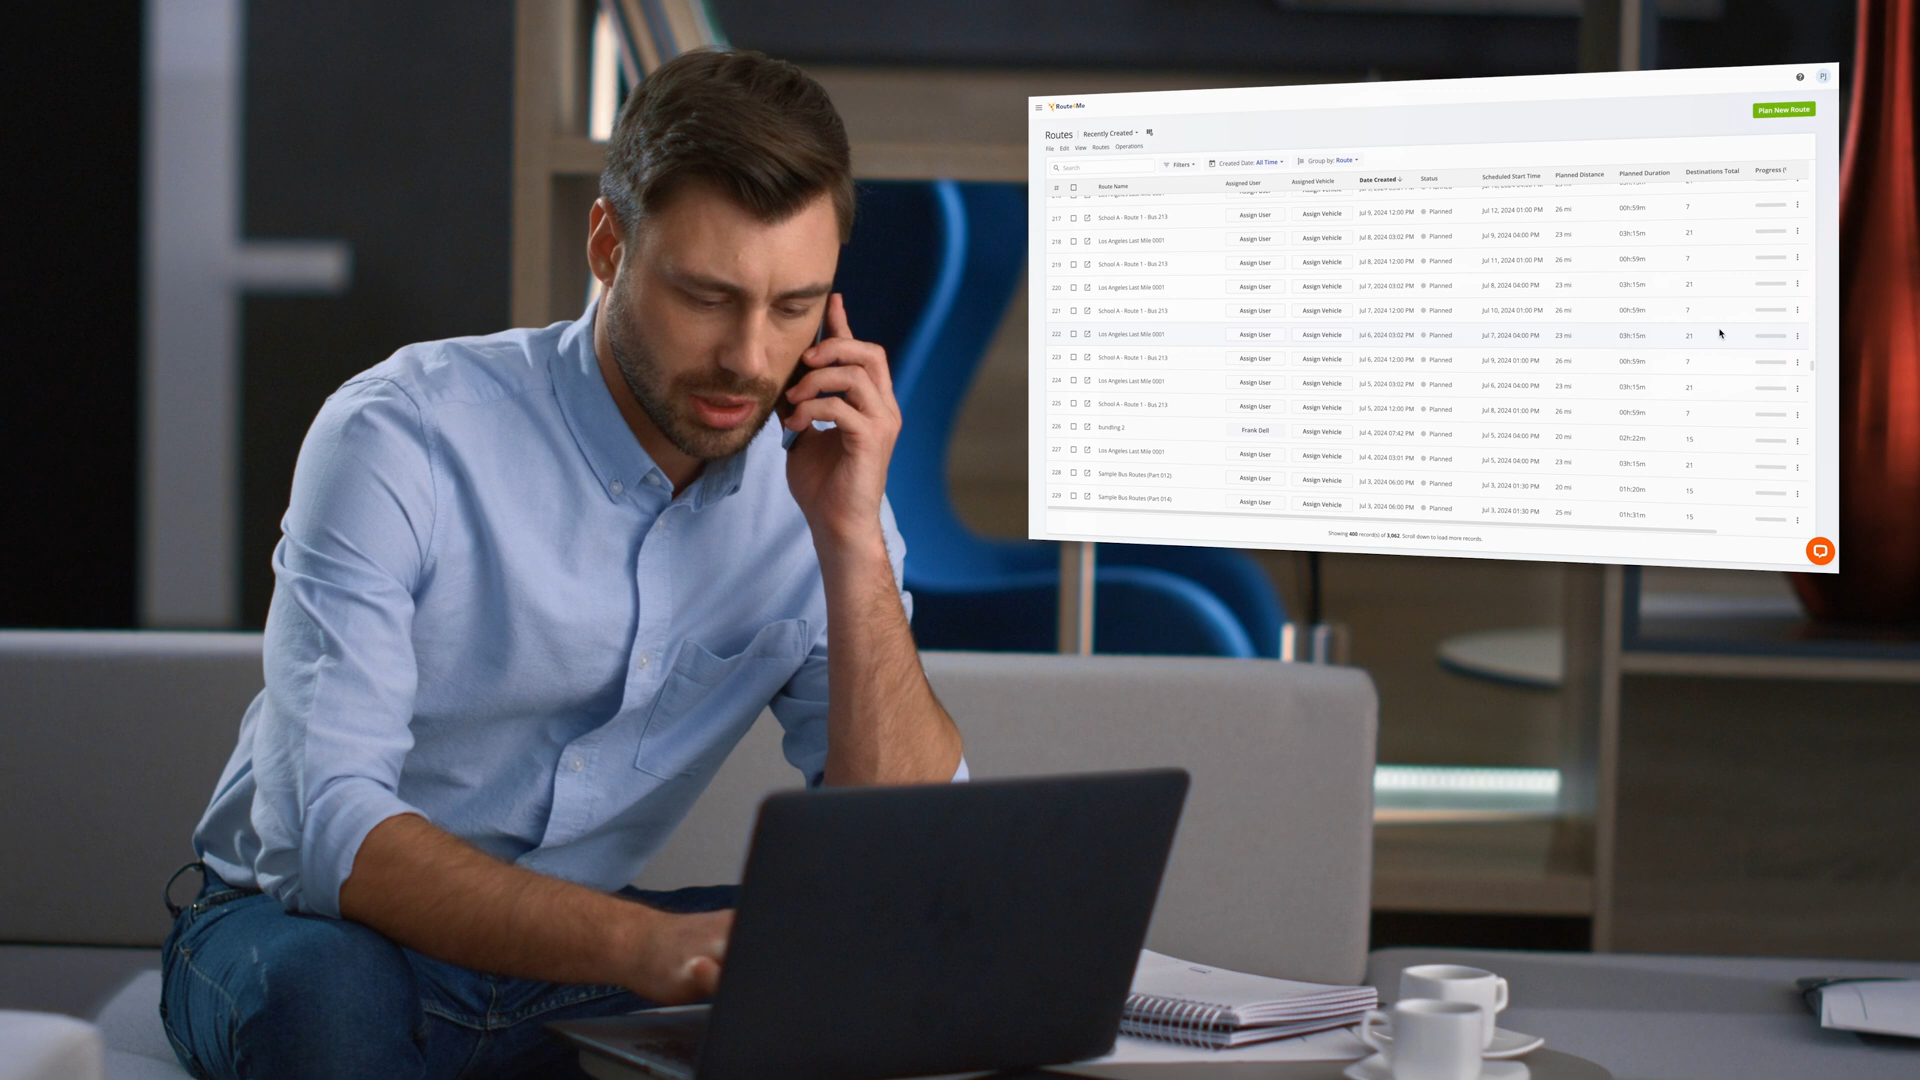 PJ
Route4Me
Plan New Route
Routes | Recently Created
File Edit View Routes Operations
Search Filters Created Date: All Time Group by: Route
# Route Name Assigned User Assigned Vehicle Date Created Status Scheduled Start Time Planned Distance Planned Duration Destinations Total Progress (
217 School A - Route 1 - Bus 213 Assign User Assign Vehicle Jul 9, 2024 12:00 PM Planned Jul 12, 2024 01:00 PM 26 mi 00h:59m 7
218 Los Angeles Last Mile 0001 Assign User Assign Vehicle Jul 8, 2024 03:02 PM Planned Jul 9, 2024 04:00 PM 23 mi 03h:15m 21
219 School A - Route 1 - Bus 213 Assign User Assign Vehicle Jul 8, 2024 12:00 PM Planned Jul 11, 2024 01:00 PM 26 mi 00h:59m 7
220 Los Angeles Last Mile 0001 Assign User Assign Vehicle Jul 7, 2024 03:02 PM Planned Jul 8, 2024 04:00 PM 23 mi 03h:15m 21
221 School A - Route 1 - Bus 213 Assign User Assign Vehicle Jul 7, 2024 12:00 PM Planned Jul 10, 2024 01:00 PM 26 mi 00h:59m 7
222 Los Angeles Last Mile 0001 Assign User Assign Vehicle Jul 6, 2024 03:02 PM Planned Jul 7, 2024 04:00 PM 23 mi 03h:15m 21
223 School A - Route 1 - Bus 213 Assign User Assign Vehicle Jul 6, 2024 12:00 PM Planned Jul 9, 2024 01:00 PM 26 mi 00h:59m 7
224 Los Angeles Last Mile 0001 Assign User Assign Vehicle Jul 5, 2024 03:02 PM Planned Jul 6, 2024 04:00 PM 23 mi 03h:15m 21
225 School A - Route 1 - Bus 213 Assign User Assign Vehicle Jul 5, 2024 12:00 PM Planned Jul 8, 2024 01:00 PM 26 mi 00h:59m 7
226 bundling 2 Frank Dell Assign Vehicle Jul 4, 2024 07:42 PM Planned Jul 5, 2024 04:00 PM 20 mi 02h:22m 15
227 Los Angeles Last Mile 0001 Assign User Assign Vehicle Jul 4, 2024 03:01 PM Planned Jul 5, 2024 04:00 PM 23 mi 03h:15m 21
228 Sample Bus Routes (Part 012) Assign User Assign Vehicle Jul 3, 2024 06:00 PM Planned Jul 3, 2024 01:30 PM 20 mi 01h:20m 15
229 Sample Bus Routes (Part 014) Assign User Assign Vehicle Jul 3, 2024 06:00 PM Planned Jul 3, 2024 01:30 PM 25 mi 01h:31m 15
Showing 400 record(s) of 3,062. Scroll down to load more records.